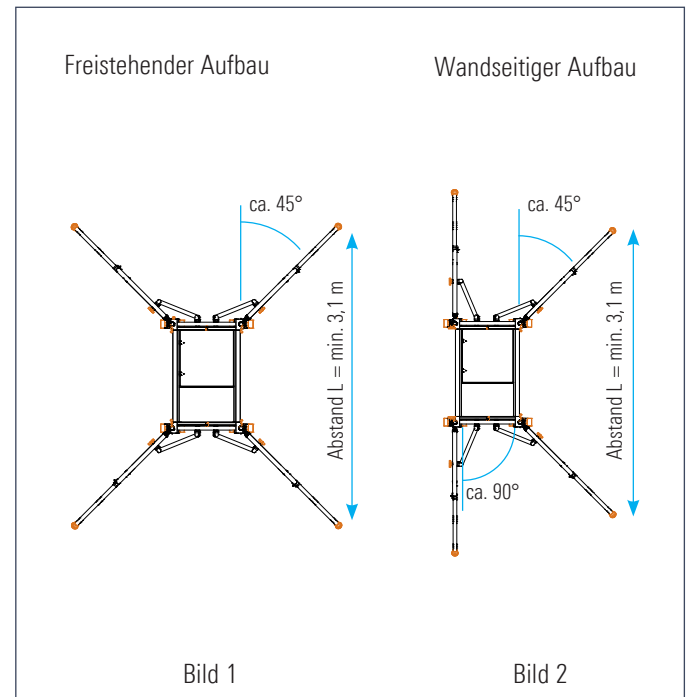 Freistehender Aufbau
Wandseitiger Aufbau
ca. 45°
Abstand L = min. 3,1 m
ca. 45°
Abstand L = min. 3,1 m
ca. 90°
Bild 1
Bild 2